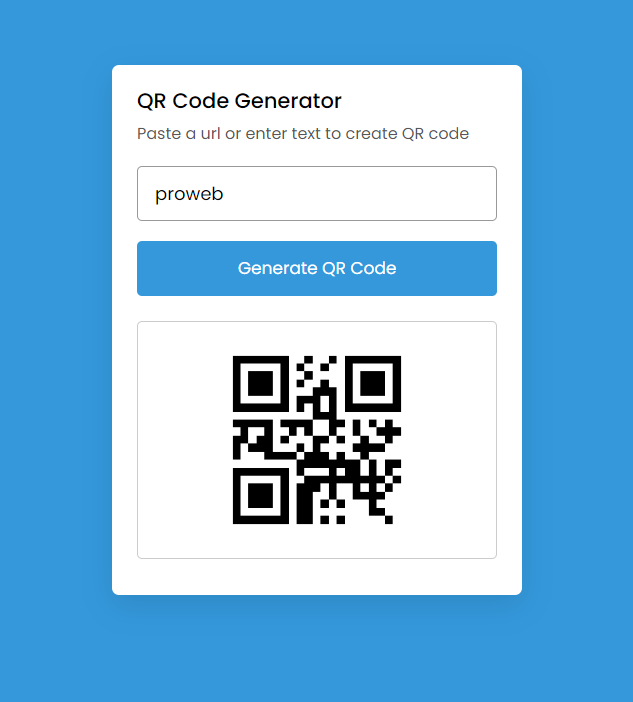 QR Code Generator
Paste a url or enter text to create QR code
proweb
Generate QR Code